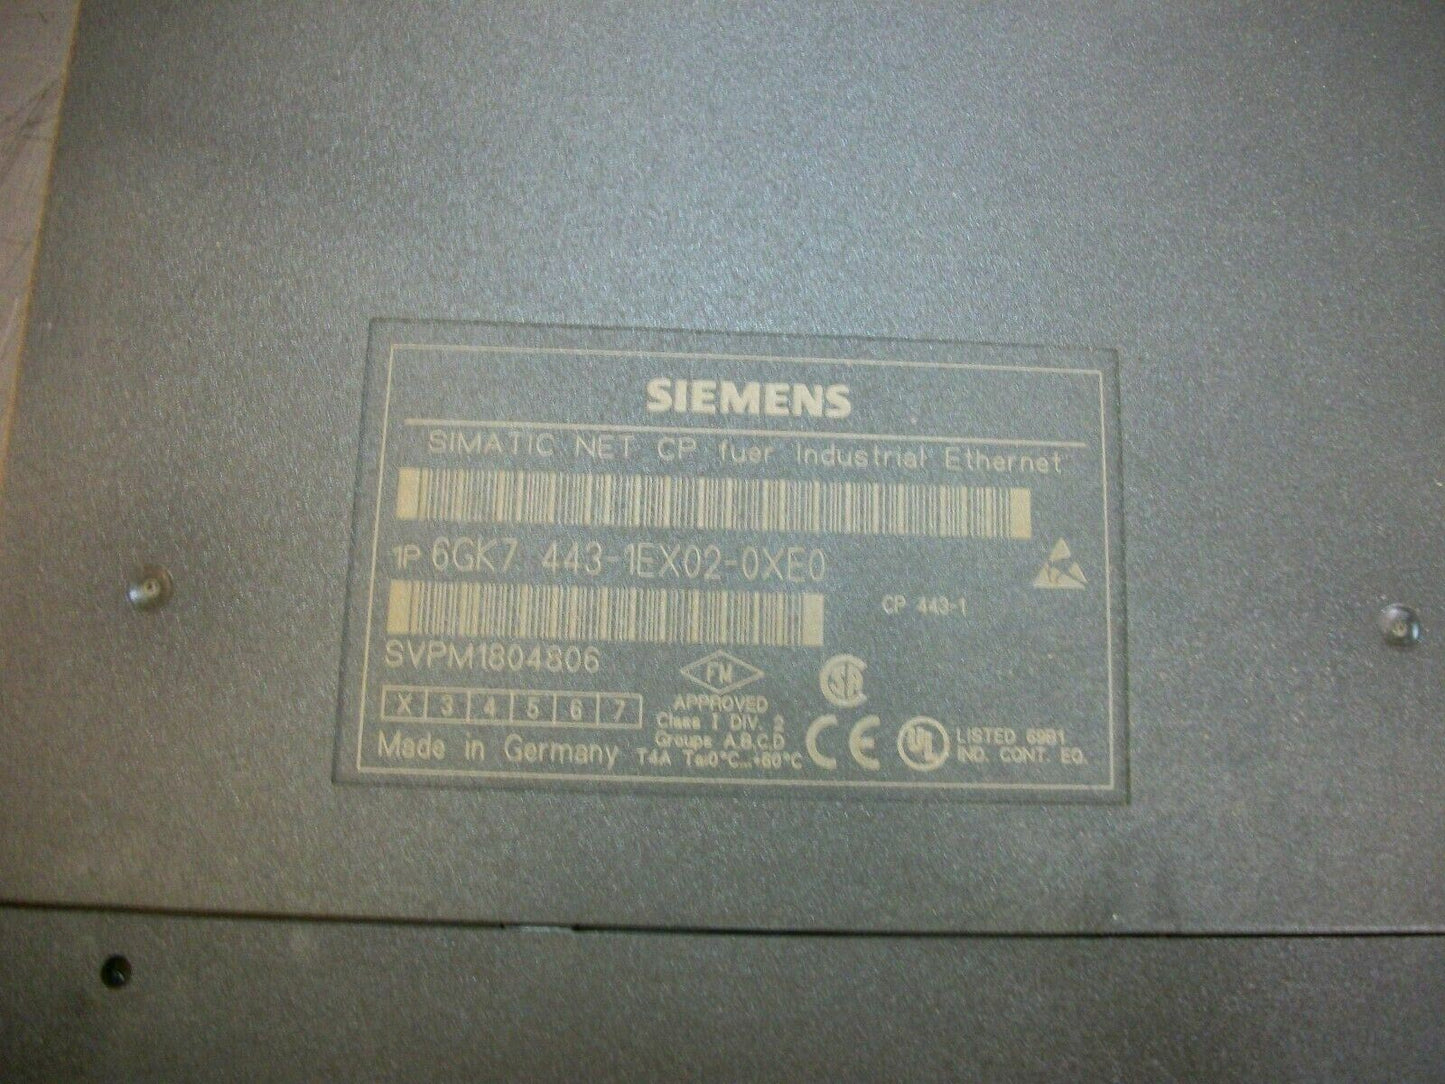 SIEMENS
SIMATIC NET CP fuer Industrial Ethernet
1P 6GK7 443-1EX02-0XE0
CP 443-1
SVPM1804806
FM
APPROVED
Class I DIV. 2
Groups A,B,C,D
T4A Ta:0°C...+60°C
X 3 4 5 6 7
Made in Germany
CE
UL
LISTED 69B1
IND. CONT. EQ.